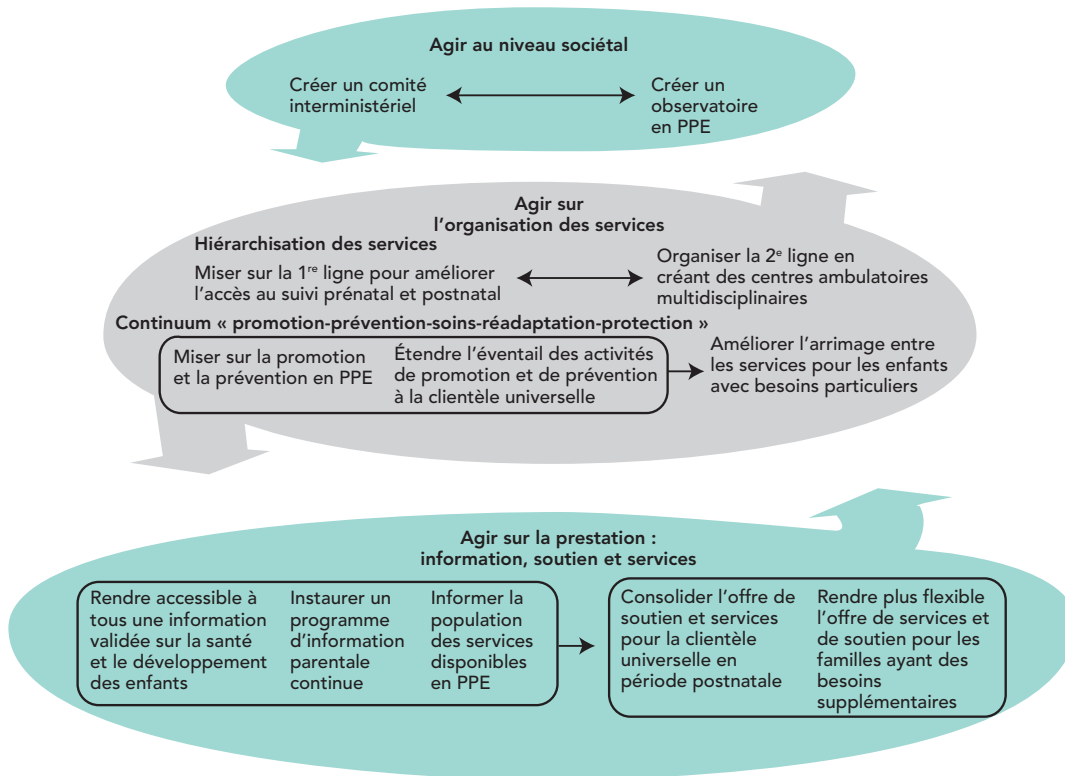 Agir au niveau sociétal
Créer un comité
interministériel
Créer un
observatoire
en PPE
Agir sur
l'organisation des services
Hiérarchisation des services
Miser sur la 1re ligne pour améliorer
l'accès au suivi prénatal et postnatal
Organiser la 2e ligne en
créant des centres ambulatoires
multidisciplinaires
Continuum « promotion-prévention-soins-réadaptation-protection »
Miser sur la promotion
et la prévention en PPE
Étendre l'éventail des activités
de promotion et de prévention
à la clientèle universelle
Améliorer l'arrimage entre
les services pour les enfants
avec besoins particuliers
Agir sur la prestation :
information, soutien et services
Rendre accessible à
tous une information
validée sur la santé
et le développement
des enfants
Instaurer un
programme
d'information
parentale
continue
Informer la
population
des services
disponibles
en PPE
Consolider l'offre de
soutien et services
pour la clientèle
universelle en
période postnatale
Rendre plus flexible
l'offre de services et
de soutien pour les
familles ayant des
besoins
supplémentaires